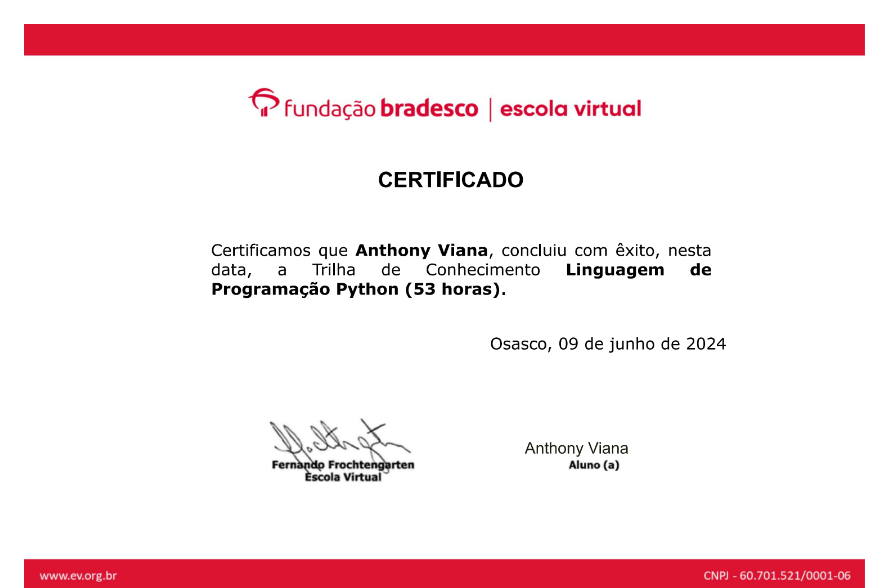 fundação bradesco | escola virtual
CERTIFICADO
Certificamos que Anthony Viana, concluiu com êxito, nesta
data, a Trilha de Conhecimento Linguagem de
Programação Python (53 horas).
Osasco, 09 de junho de 2024
Fernando Frochtengarten
Escola Virtual
Anthony Viana
Aluno (a)
www.ev.org.br
CNPJ - 60.701.521/0001-06